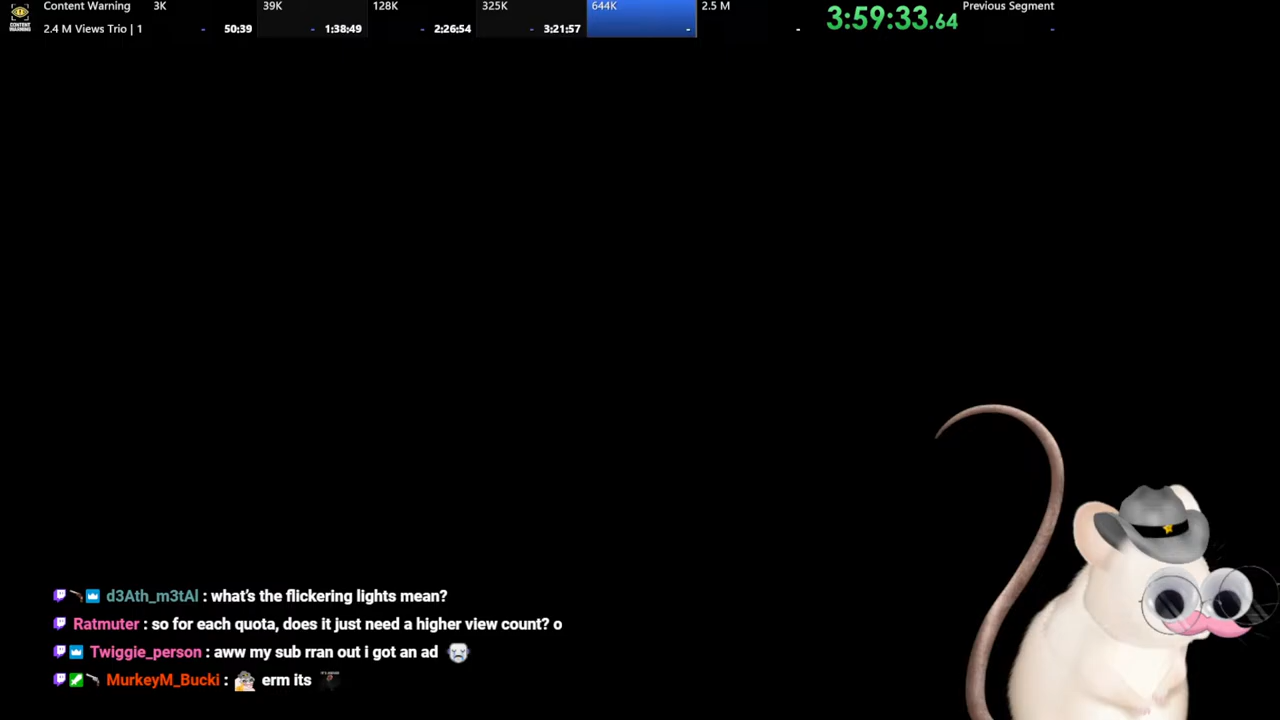 Content Warning
2.4 M Views Trio | 1
3K
- 50:39
39K
- 1:38:49
128K
- 2:26:54
325K
- 3:21:57
644K
-
2.5 M
-
3:59:33.64
Previous Segment
-
d3Ath_m3tAl : what's the flickering lights mean?
Ratmuter : so for each quota, does it just need a higher view count? o
Twiggie_person : aww my sub rran out i got an ad
MurkeyM_Bucki : erm its